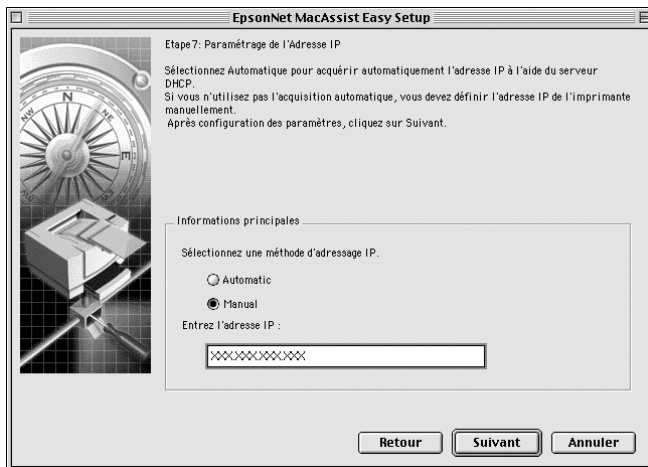 EpsonNet MacAssist Easy Setup
Etape7: Paramétrage de l'Adresse IP
Sélectionnez Automatique pour acquérir automatiquement l'adresse IP à l'aide du serveur
DHCP.
Si vous n'utilisez pas l'acquisition automatique, vous devez définir l'adresse IP de l'imprimante
manuellement.
Après configuration des paramètres, cliquez sur Suivant.
N
NE
E
NW
Informations principales
Sélectionnez une méthode d'adressage IP.
Automatic
Manual
Entrez l'adresse IP :
XXX.XXX.XXX.XXX
Retour
Suivant
Annuler